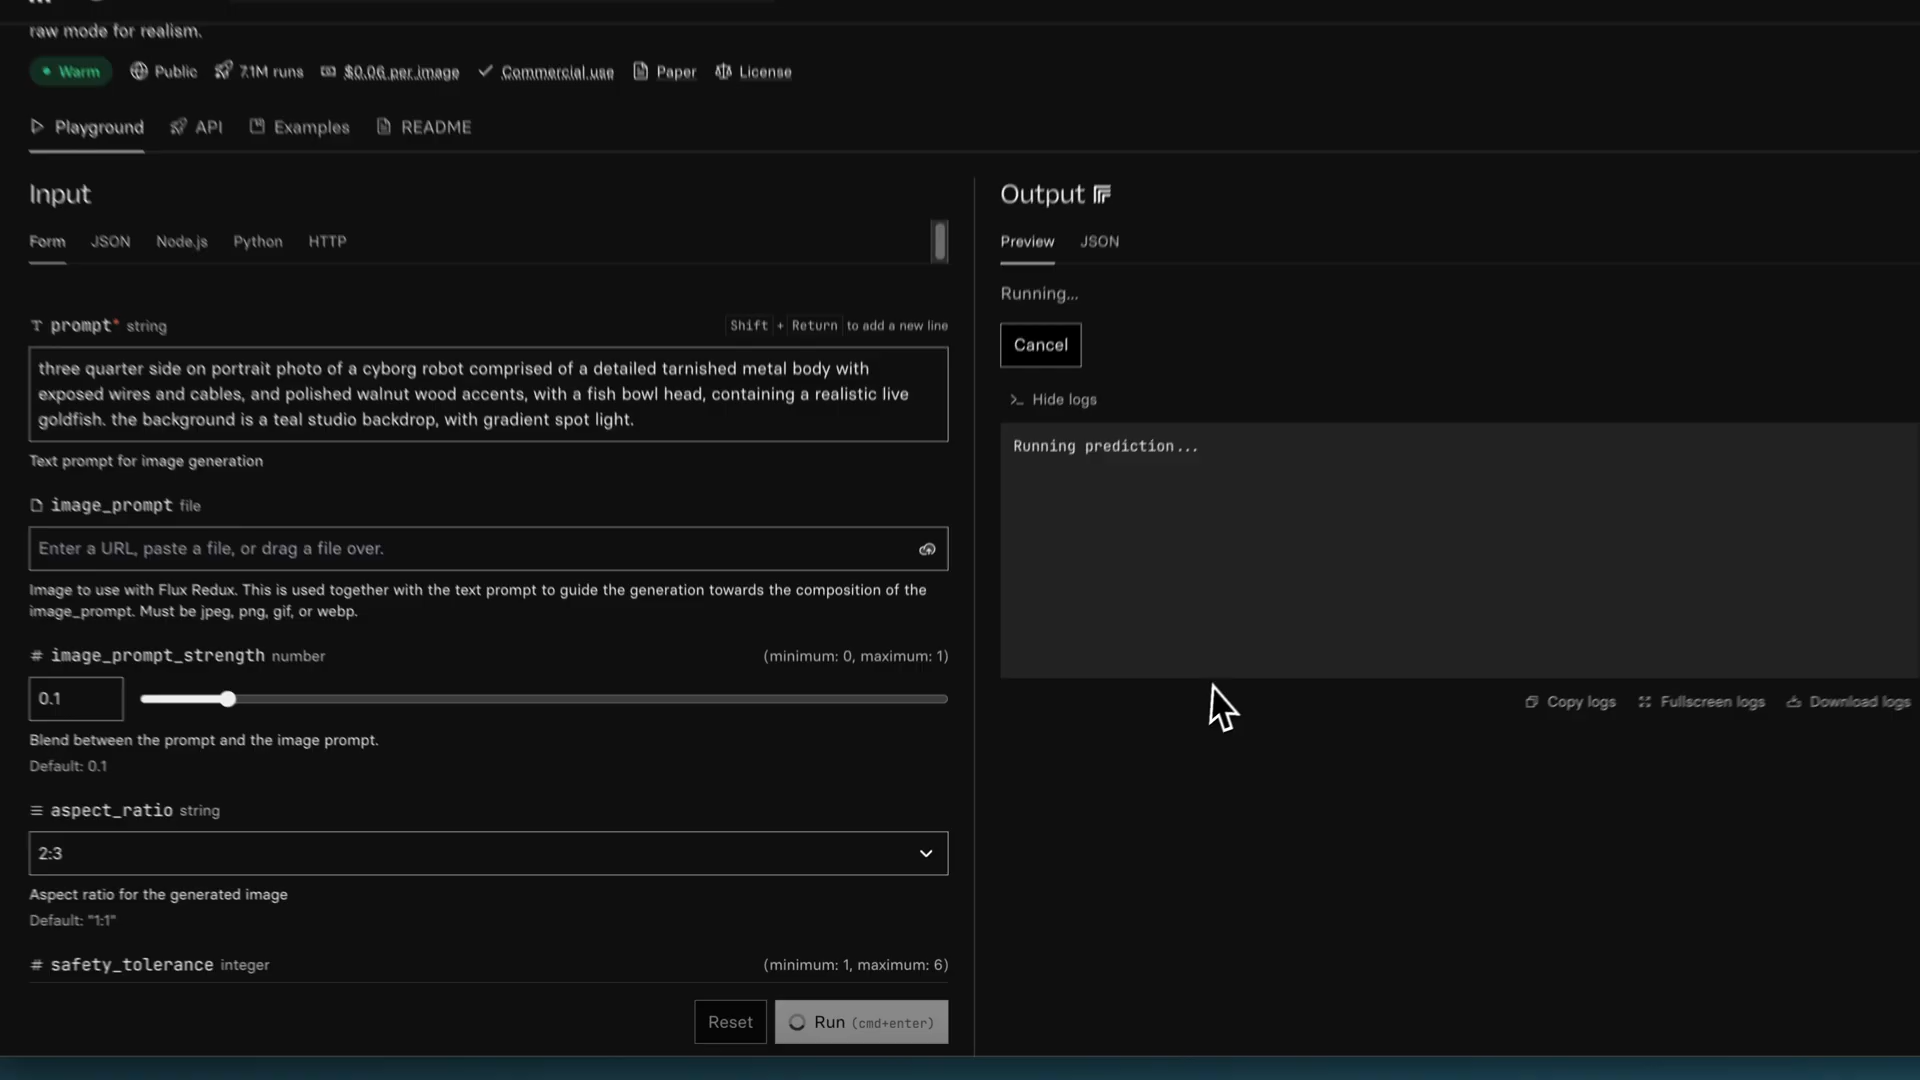 raw mode for realism.
Warm Public 7.1M runs $0.06 per image Commercial use Paper License
Playground API Examples README
Input
Form JSON Node.js Python HTTP
prompt* string Shift + Return to add a new line
three quarter side on portrait photo of a cyborg robot comprised of a detailed tarnished metal body with
exposed wires and cables, and polished walnut wood accents, with a fish bowl head, containing a realistic live
goldfish. the background is a teal studio backdrop, with gradient spot light.
Text prompt for image generation
image_prompt file
Enter a URL, paste a file, or drag a file over.
Image to use with Flux Redux. This is used together with the text prompt to guide the generation towards the composition of the
image_prompt. Must be jpeg, png, gif, or webp.
# image_prompt_strength number (minimum: 0, maximum: 1)
0.1
Blend between the prompt and the image prompt.
Default: 0.1
aspect_ratio string
2:3
Aspect ratio for the generated image
Default: "1:1"
# safety_tolerance integer (minimum: 1, maximum: 6)
Reset Run (cmd+enter)
Output
Preview JSON
Running...
Cancel
>_ Hide logs
Running prediction...
Copy logs Fullscreen logs Download logs